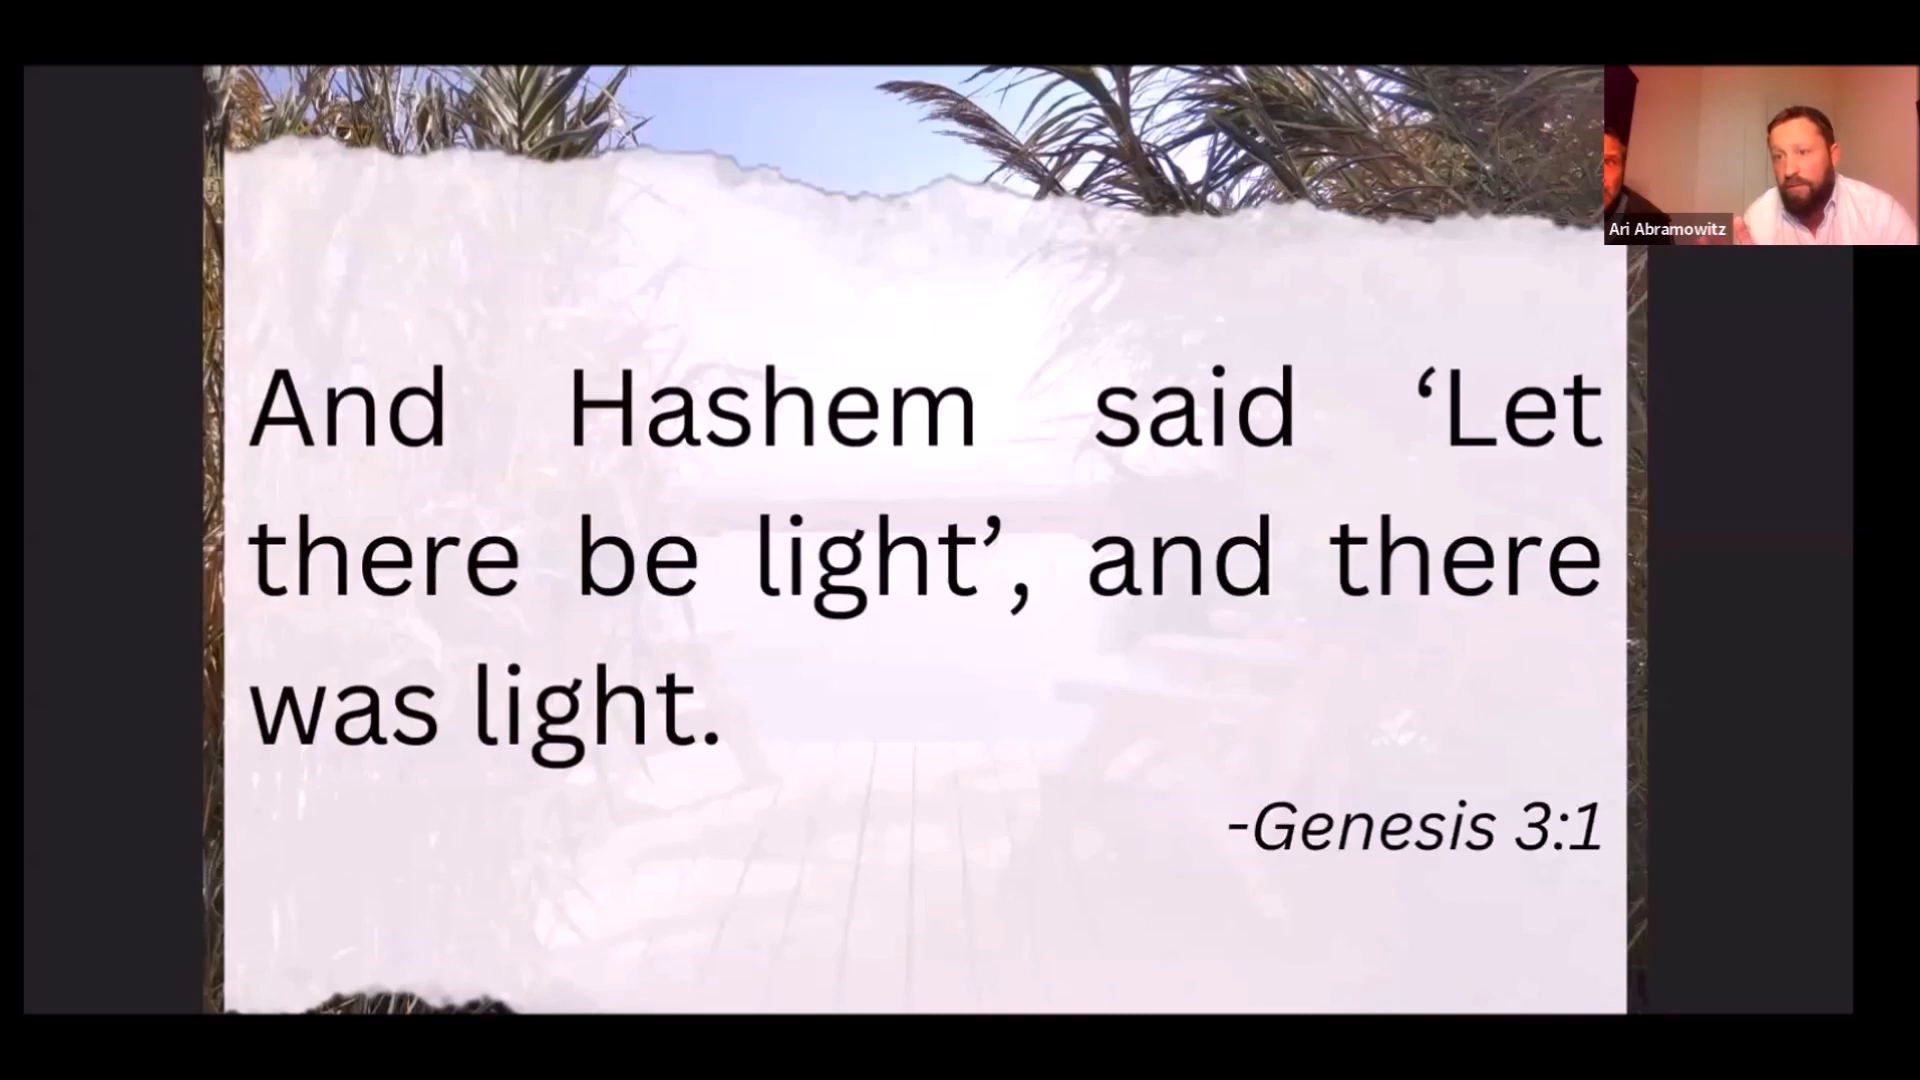 Ari Abramowitz
And Hashem said ‘Let
there be light’, and there
was light.
-Genesis 3:1